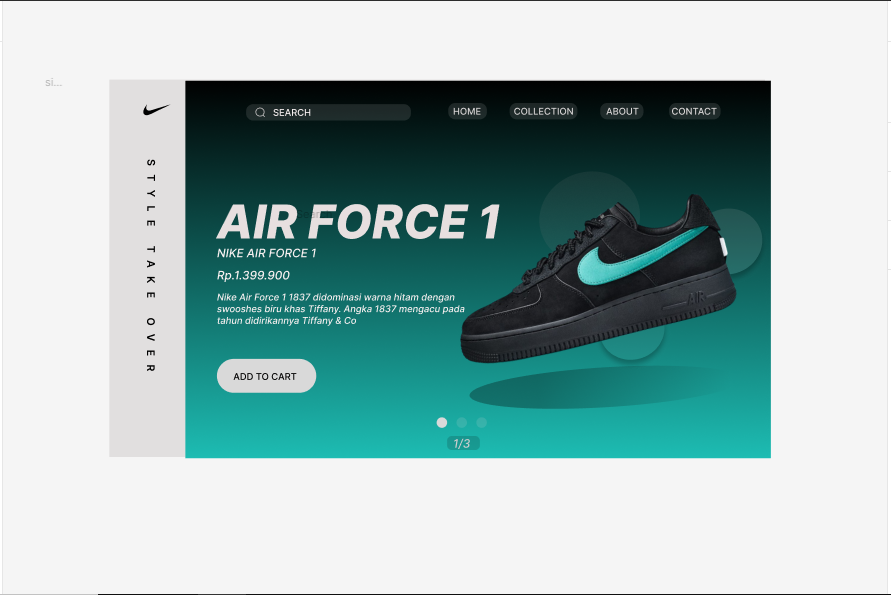 si...
SEARCH
HOME
COLLECTION
ABOUT
CONTACT
STYLE TAKE OVER
AIR FORCE 1
NIKE AIR FORCE 1
Rp.1.399.900
Nike Air Force 1 1837 didominasi warna hitam dengan
swooshes biru khas Tiffany. Angka 1837 mengacu pada
tahun didirikannya Tiffany & Co
ADD TO CART
AIR
1/3